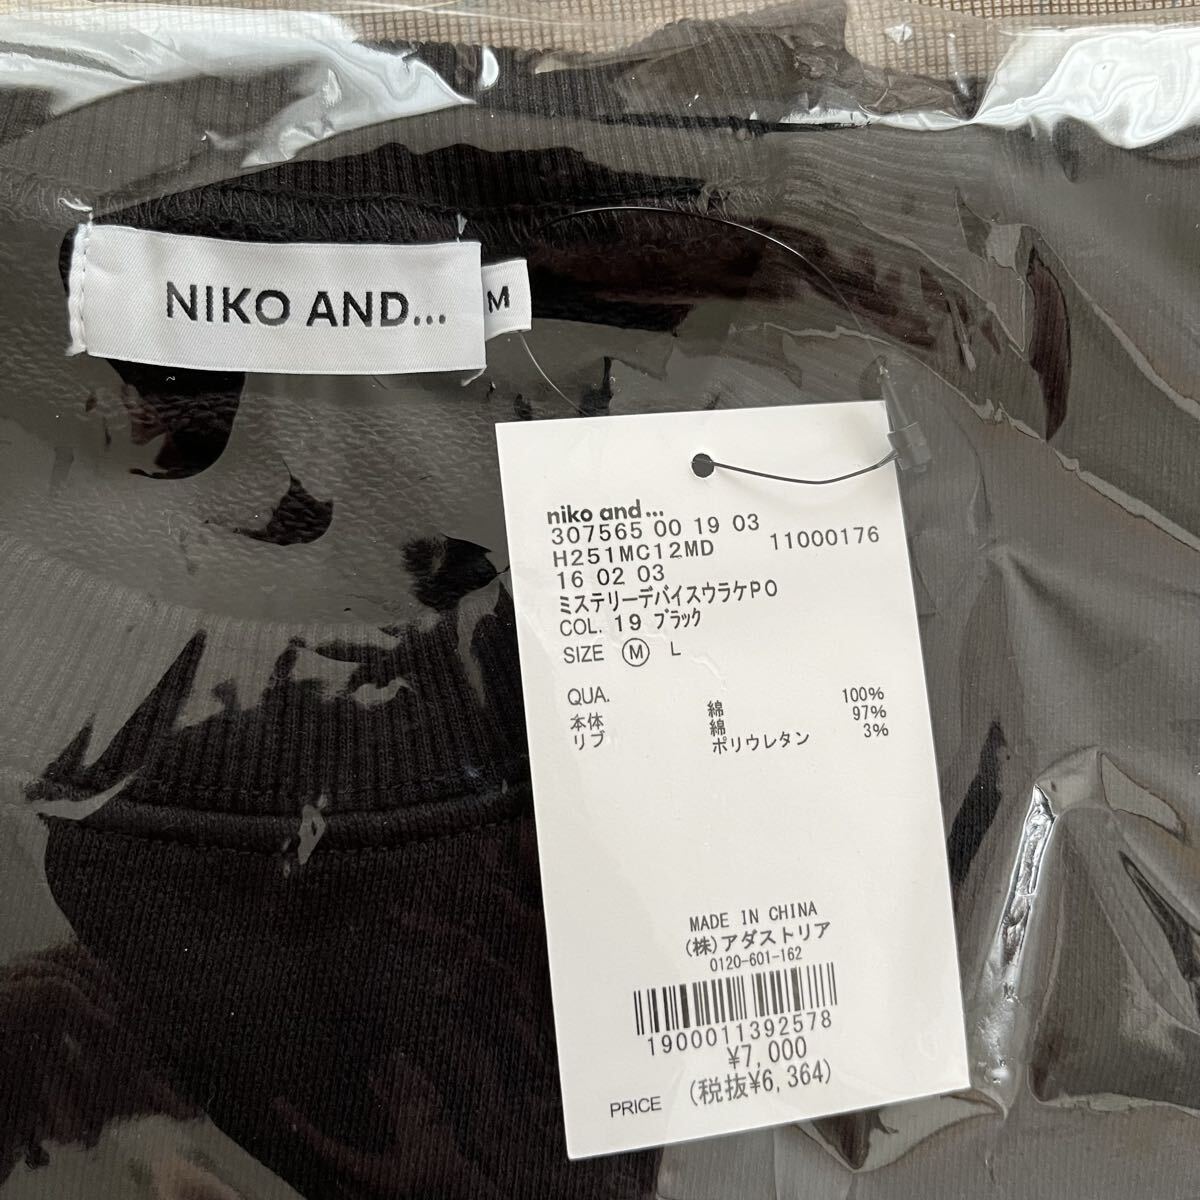 NIKO AND...
M
niko and...
307565 00 19 03
H251MC12MD 11000176
16 02 03
ミステリーデバイスウラケPO
COL. 19 ブラック
SIZE Ⓜ L
QUA.
本体 綿 100%
リブ 綿 97%
ポリウレタン 3%
MADE IN CHINA
(株)アダストリア
0120-601-162
1900011392578
¥7,000
PRICE (税抜¥6,364)